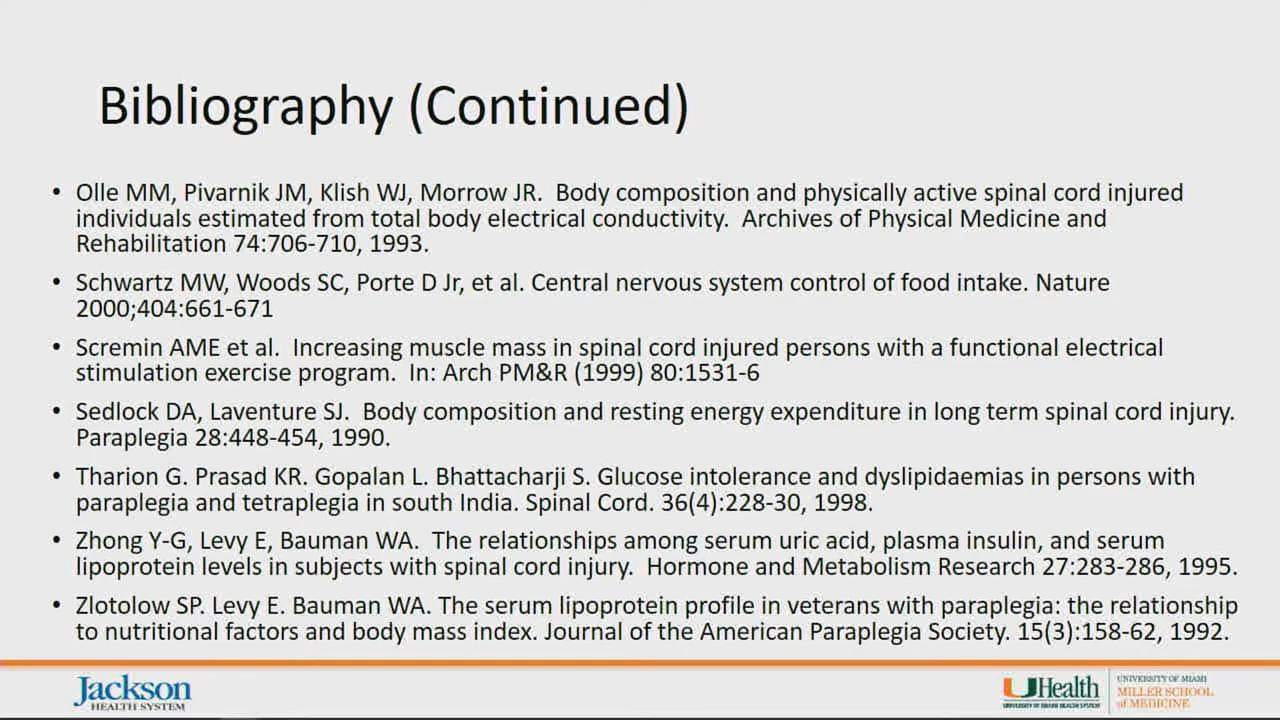 Bibliography (Continued)
• Olle MM, Pivarnik JM, Klish WJ, Morrow JR.  Body composition and physically active spinal cord injured
individuals estimated from total body electrical conductivity.  Archives of Physical Medicine and
Rehabilitation 74:706-710, 1993.
• Schwartz MW, Woods SC, Porte D Jr, et al. Central nervous system control of food intake. Nature
2000;404:661-671
• Scremin AME et al.  Increasing muscle mass in spinal cord injured persons with a functional electrical
stimulation exercise program.  In: Arch PM&R (1999) 80:1531-6
• Sedlock DA, Laventure SJ.  Body composition and resting energy expenditure in long term spinal cord injury.
Paraplegia 28:448-454, 1990.
• Tharion G. Prasad KR. Gopalan L. Bhattacharji S. Glucose intolerance and dyslipidaemias in persons with
paraplegia and tetraplegia in south India. Spinal Cord. 36(4):228-30, 1998.
• Zhong Y-G, Levy E, Bauman WA.  The relationships among serum uric acid, plasma insulin, and serum
lipoprotein levels in subjects with spinal cord injury.  Hormone and Metabolism Research 27:283-286, 1995.
• Zlotolow SP. Levy E. Bauman WA. The serum lipoprotein profile in veterans with paraplegia: the relationship
to nutritional factors and body mass index. Journal of the American Paraplegia Society. 15(3):158-62, 1992.
Jackson
HEALTH SYSTEM
UHealth
UNIVERSITY OF MIAMI HEALTH SYSTEM
UNIVERSITY OF MIAMI
MILLER SCHOOL
of MEDICINE